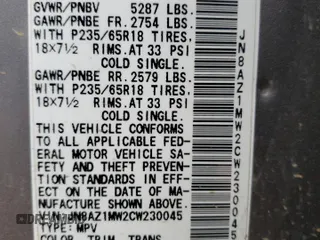 GVWR/PNBV 5287 LBS.
GAWR/PNBE FR. 2754 LBS.
WITH P235/65R18 TIRES,
18X7½ RIMS.AT 33 PSI
COLD SINGLE.
GAWR/PNBE RR. 2579 LBS.
WITH P235/65R18 TIRES,
18X7½ RIMS.AT 33 PSI
COLD SINGLE.
THIS VEHICLE CONFORMS
TO ALL APPLICABLE FED-
ERAL MOTOR VEHICLE SA-
FETY AND THEFT PREVEN-
TION STANDARDS IN EFF-
ECT ON THE DATE OF MA-
NUFACTURE SHOWN ABOVE.
V.I.N: JN8AZ1MW2CW230045
TYPE: MPV
COLOR TRIM TRANS
JN8AZ1MW2CW230045